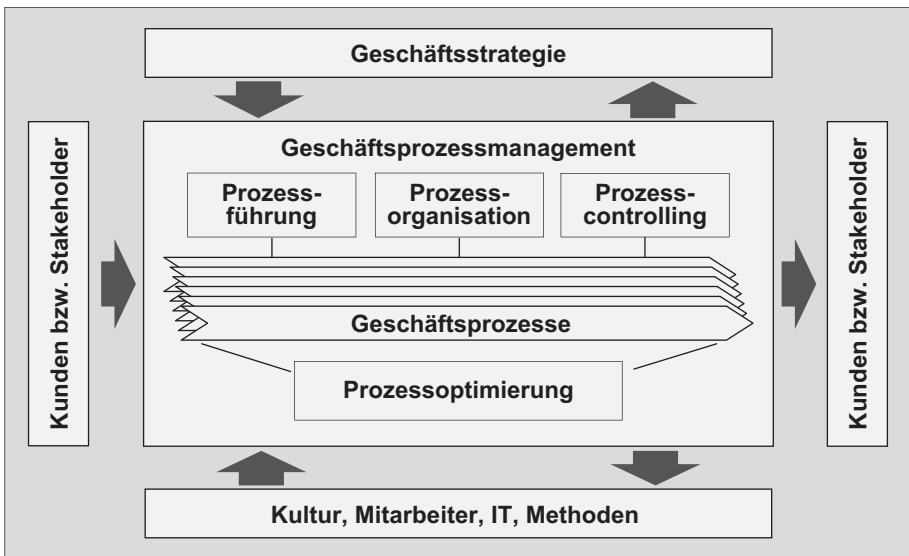 Geschäftsstrategie
Kunden bzw. Stakeholder
Geschäftsprozessmanagement
Prozess-
führung
Prozess-
organisation
Prozess-
controlling
Geschäftsprozesse
Prozessoptimierung
Kunden bzw. Stakeholder
Kultur, Mitarbeiter, IT, Methoden